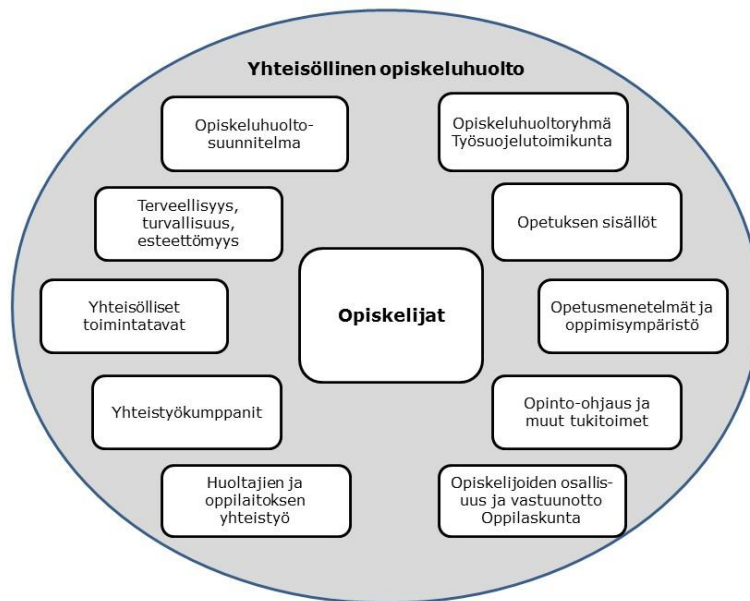 Yhteisöllinen opiskeluhuolto
Opiskeluhuolto-
suunnitelma
Opiskeluhuoltoryhmä
Työsuojelutoimikunta
Terveellisyys,
turvallisuus,
esteettömyys
Opetuksen sisällöt
Opiskelijat
Yhteisölliset
toimintatavat
Opetusmenetelmät ja
oppimisympäristö
Yhteistyökumppanit
Opinto-ohjaus ja
muut tukitoimet
Huoltajien ja
oppilaitoksen
yhteistyö
Opiskelijoiden osallis-
uus ja vastuunotto
Oppilaskunta